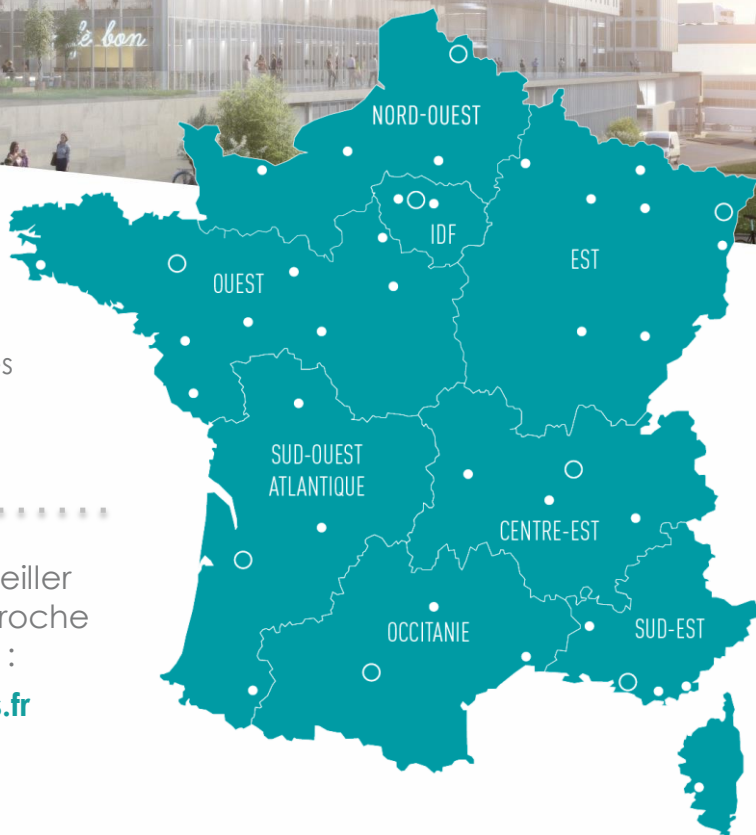 bon
NORD-OUEST
IDF
EST
OUEST
SUD-OUEST
ATLANTIQUE
CENTRE-EST
OCCITANIE
SUD-EST
s
eiller
roche
:
s.fr